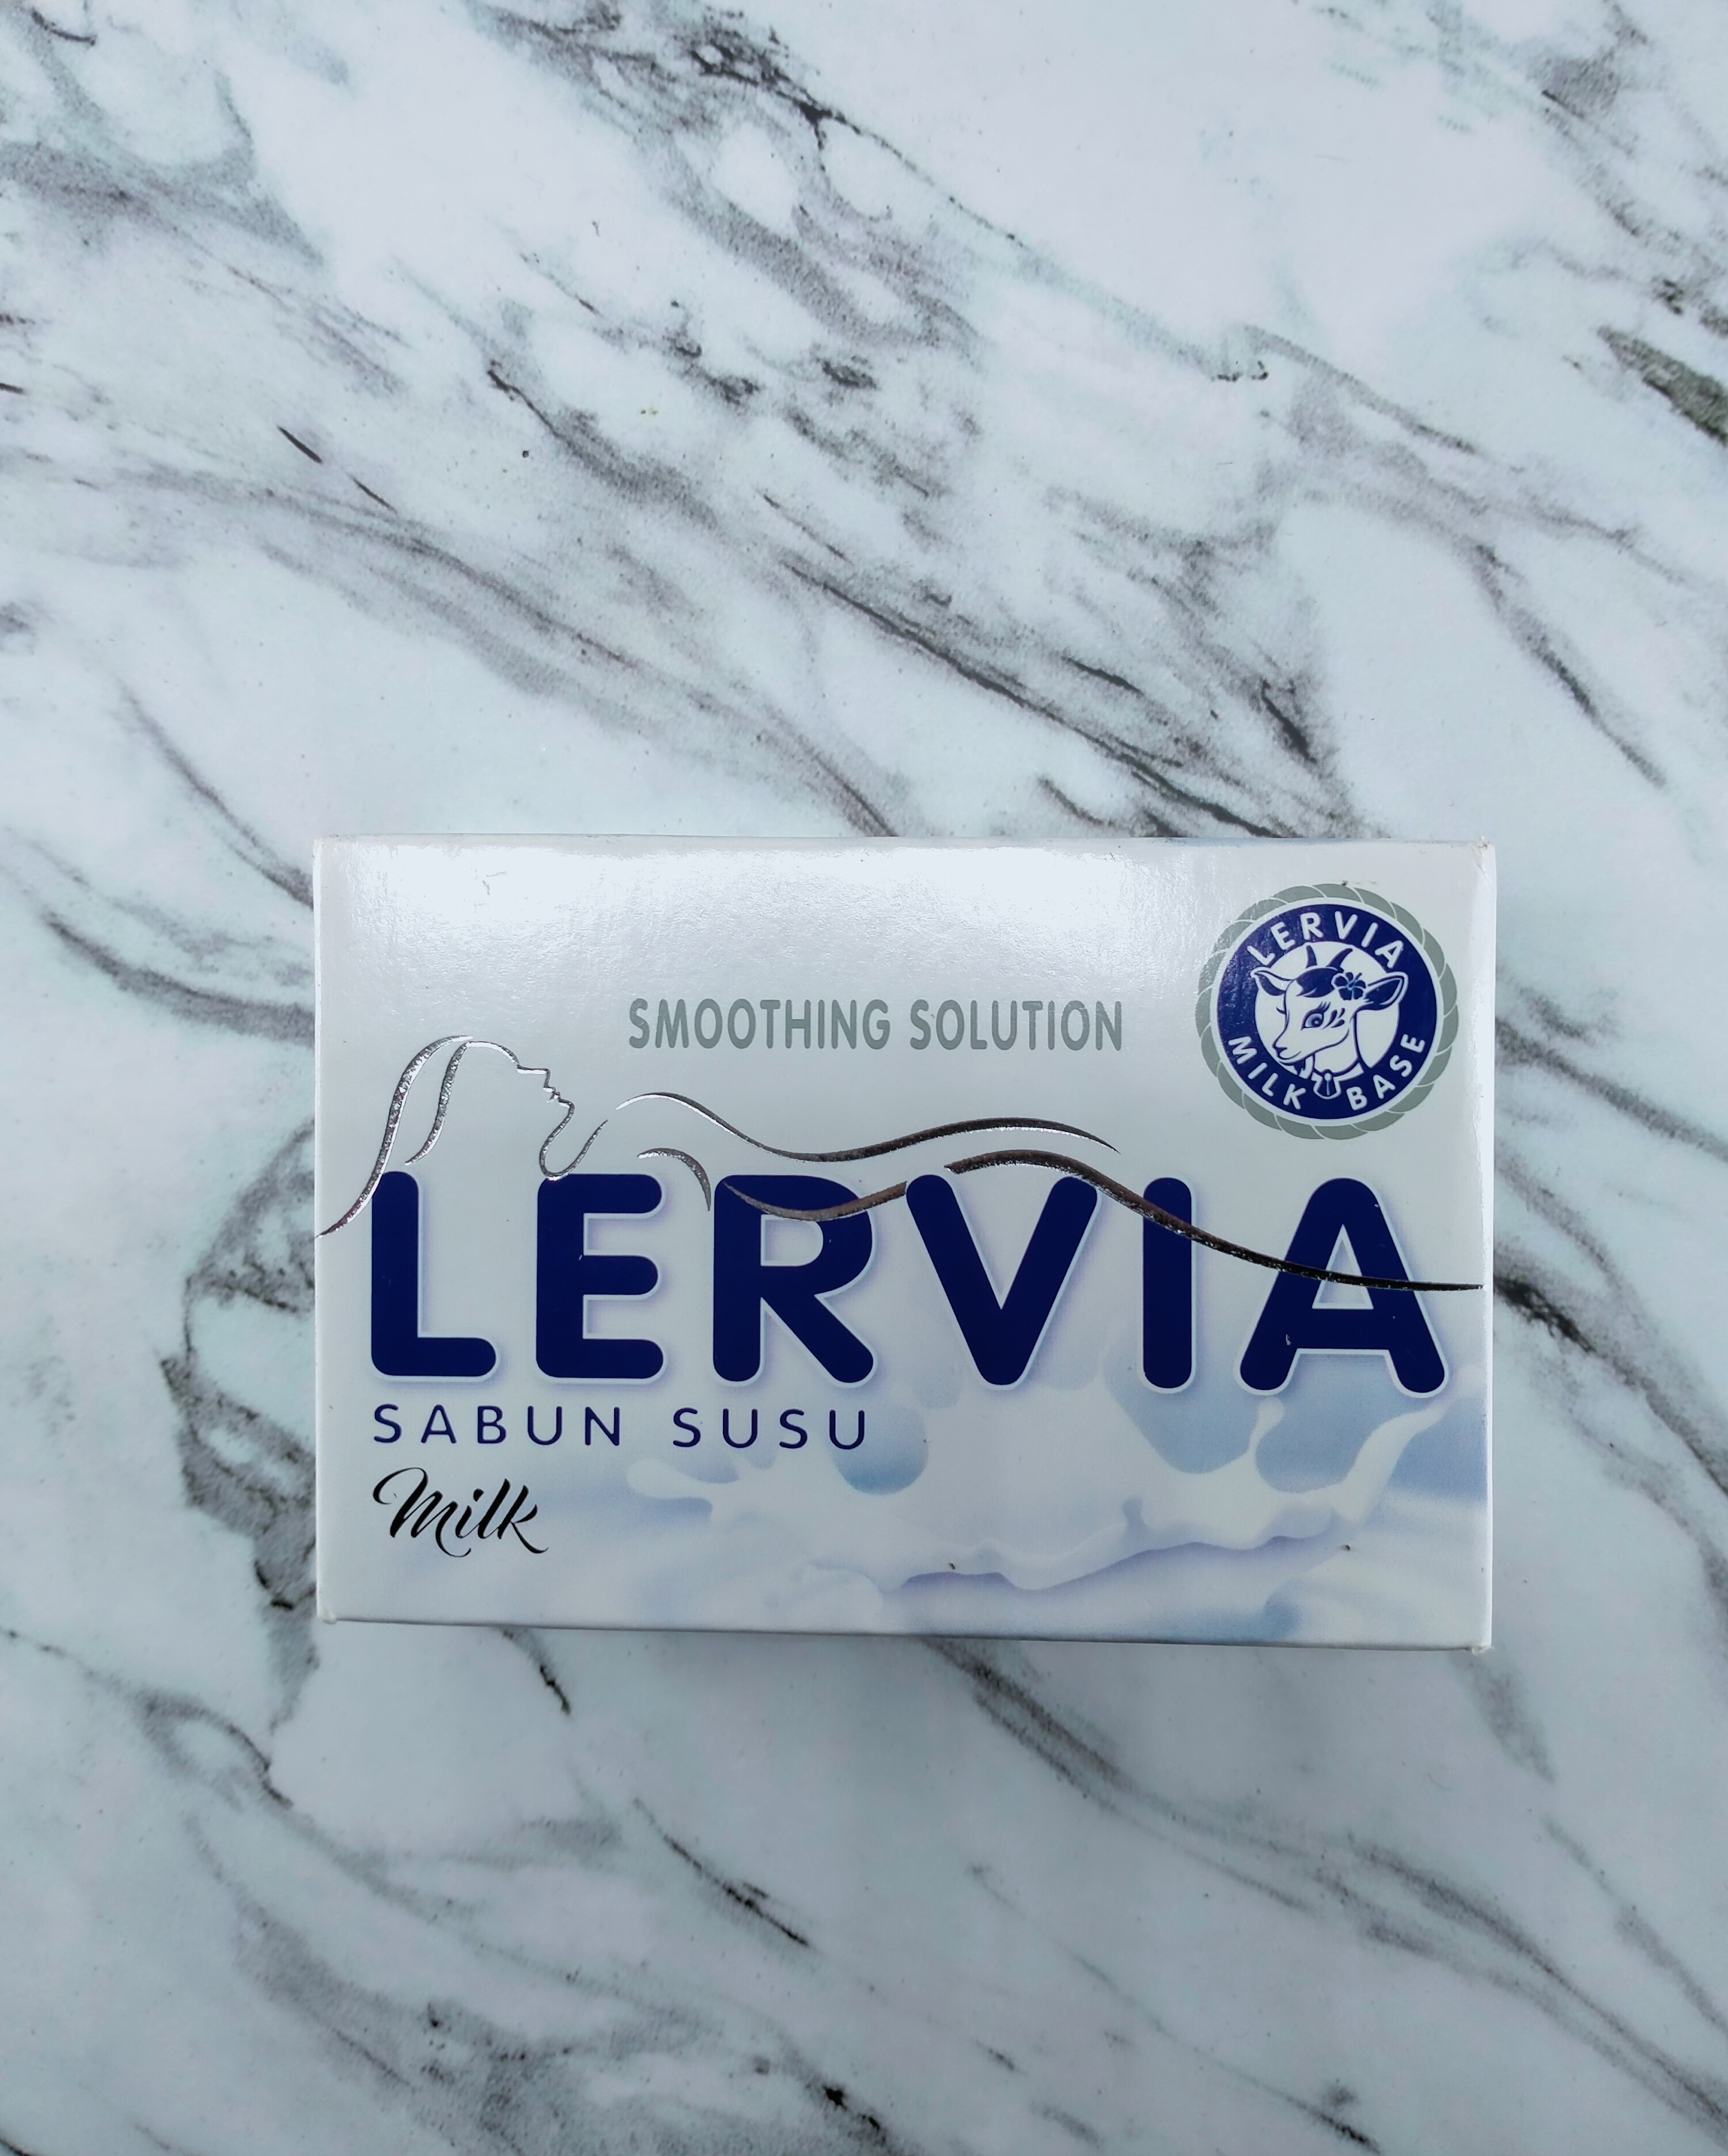 SMOOTHING SOLUTION
LERVIA
MILK BASE
LERVIA
SABUN SUSU
Milk